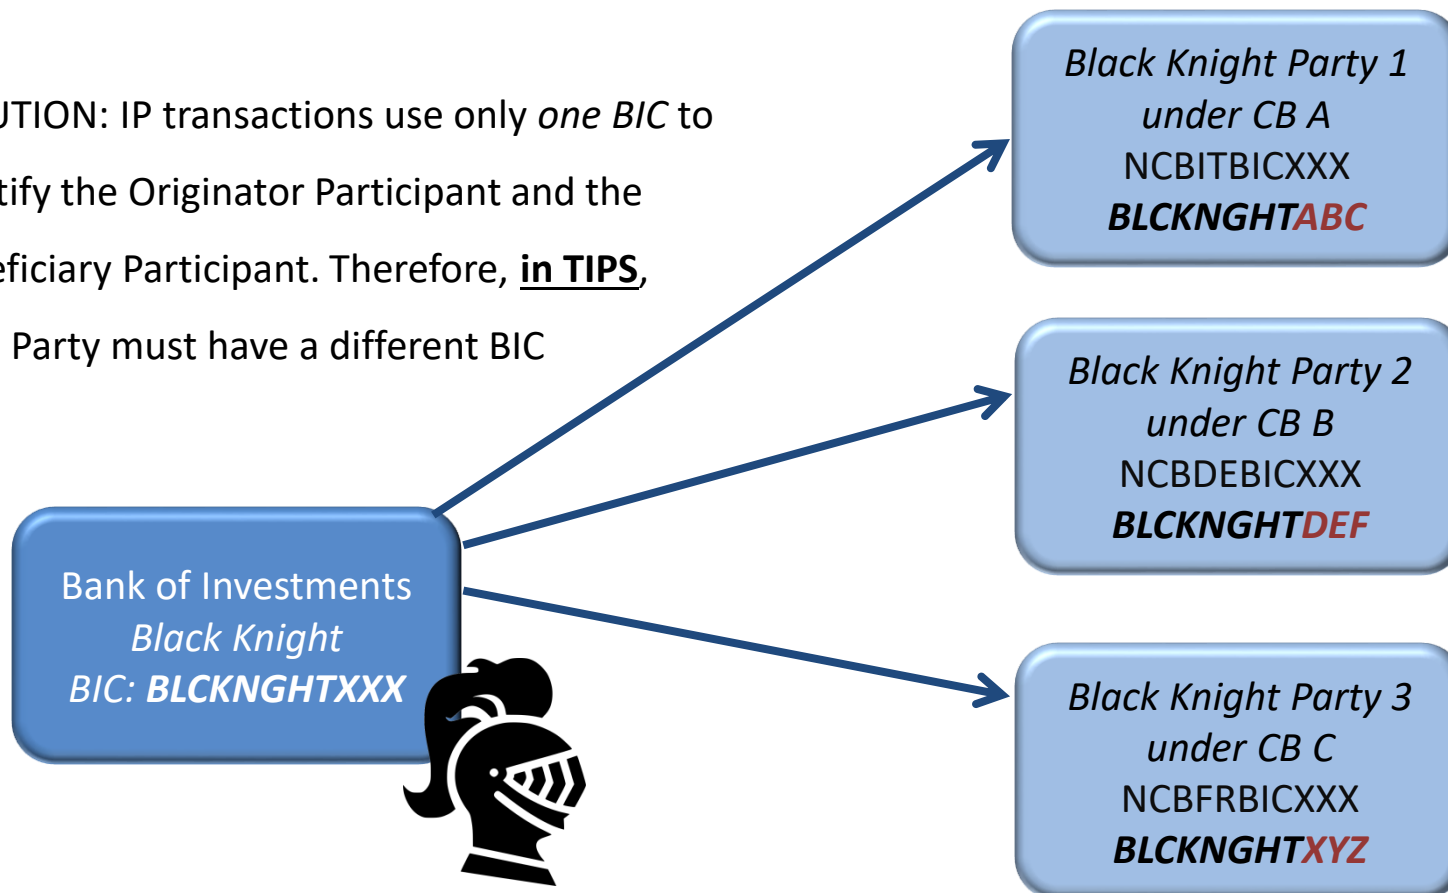 UTION: IP transactions use only one BIC to
tify the Originator Participant and the
eficiary Participant. Therefore, in TIPS,
Party must have a different BIC
Bank of Investments
Black Knight
BIC: BLCKNGHTXXX
Black Knight Party 1
under CB A
NCBITBICXXX
BLCKNGHTABC
Black Knight Party 2
under CB B
NCBDEBICXXX
BLCKNGHTDEF
Black Knight Party 3
under CB C
NCBFRBICXXX
BLCKNGHTXYZ